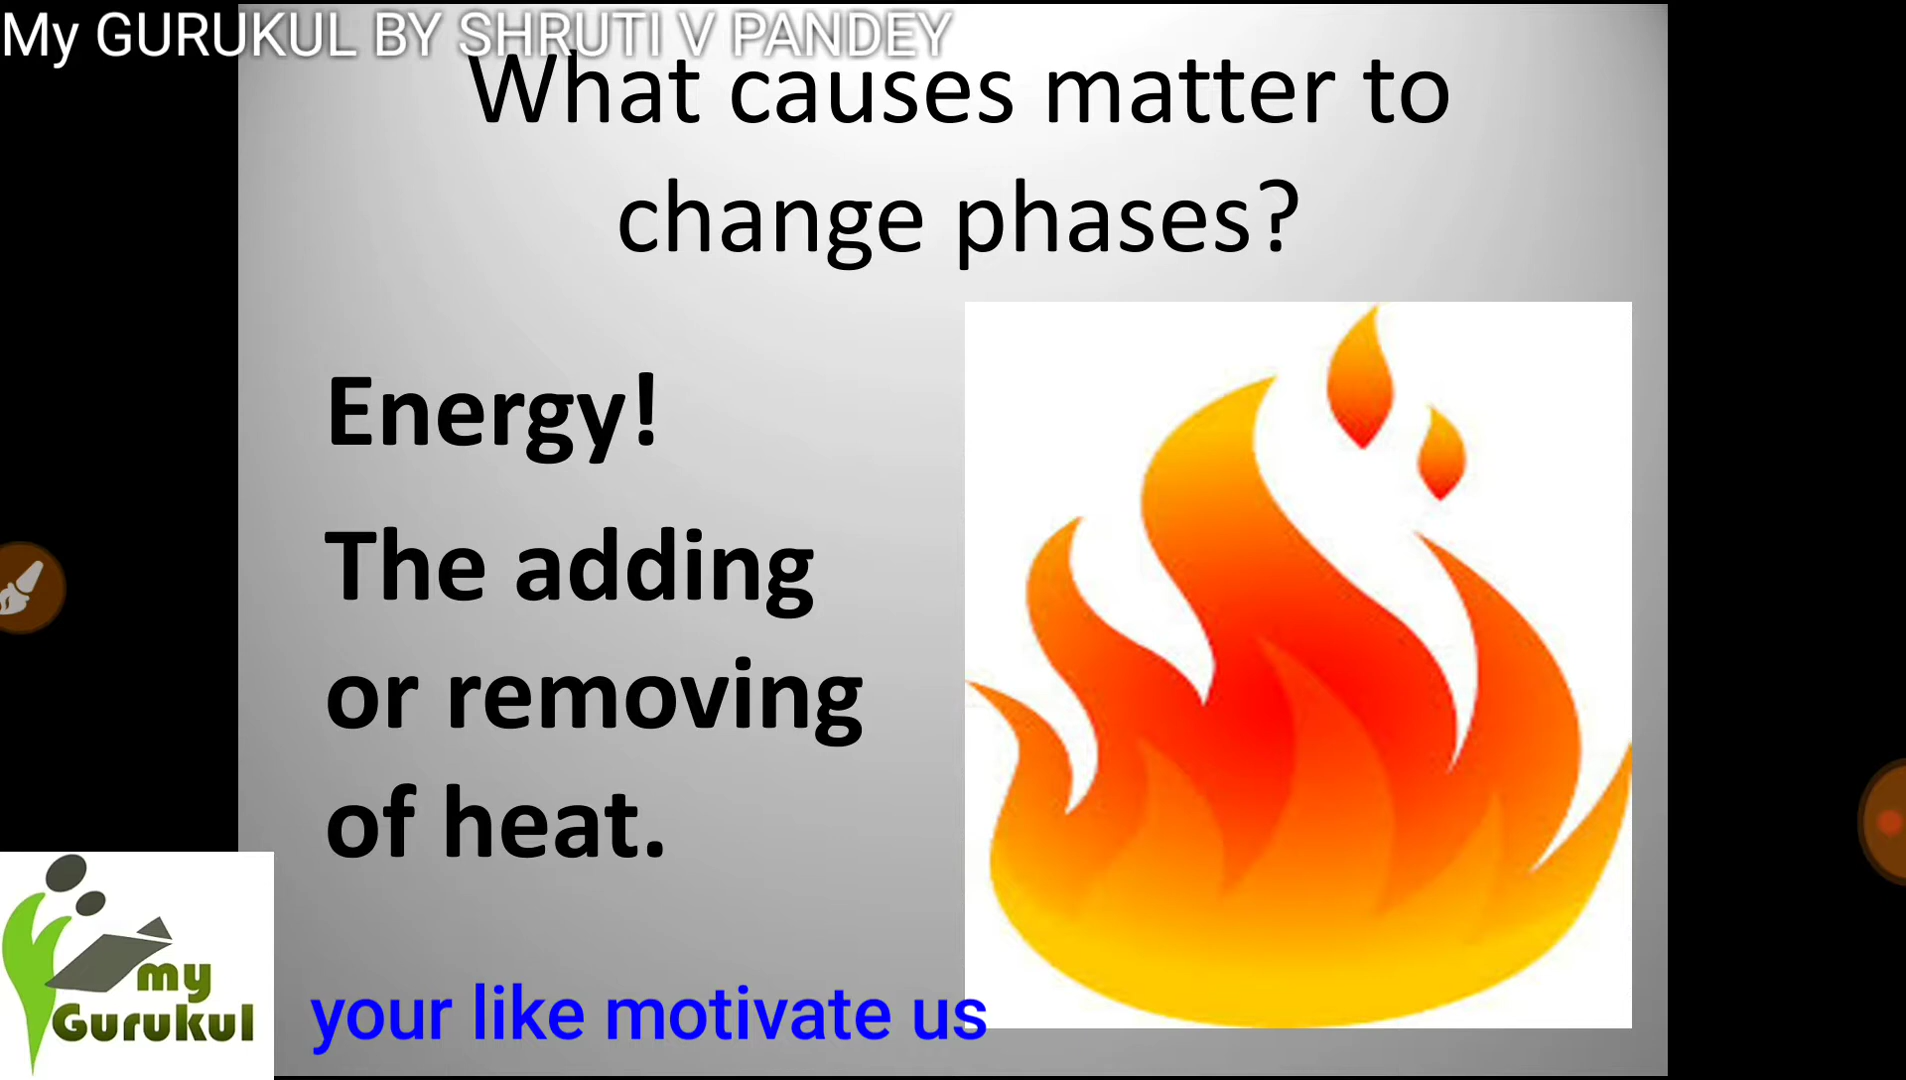 My GURUKUL BY SHRUTI V PANDEY
What causes matter to
change phases?
Energy!
The adding
or removing
of heat.
my
Gurukul
your like motivate us